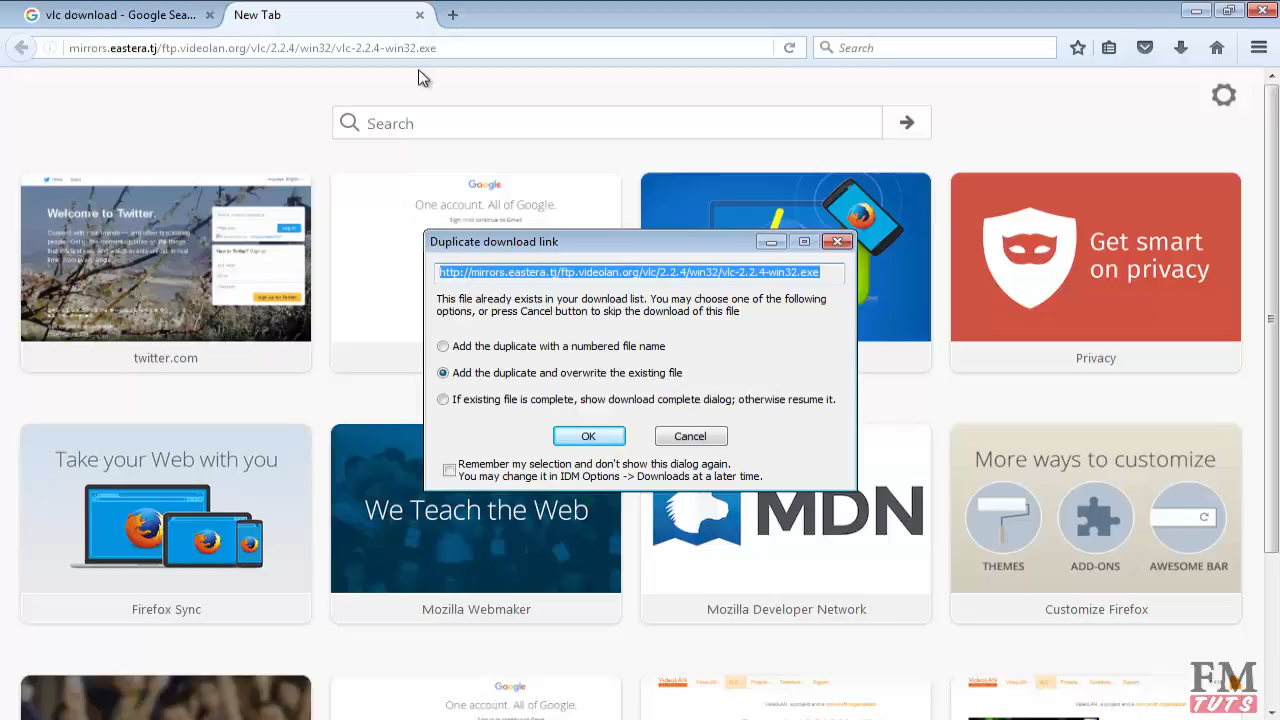 vlc download - Google Sea...
New Tab
mirrors.eastera.tj/ftp.videolan.org/vlc/2.2.4/win32/vlc-2.2.4-win32.exe
Search
Search
Welcome to Twitter.
twitter.com
Google
One account. All of Google.
Sign in to continue to Gmail
Get smart
on privacy
Privacy
Duplicate download link
http://mirrors.eastera.tj/ftp.videolan.org/vlc/2.2.4/win32/vlc-2.2.4-win32.exe
This link already exists in your download list. You may choose one of the following
options, or press Cancel button to skip the download of this file
Add the duplicate with a numbered file name
Add the duplicate and overwrite the existing file
If existing file is complete, show download complete dialog; otherwise resume it.
OK
Cancel
Remember my selection and don't show this dialog again.
You may change it in IDM Options -> Downloads at a later time.
Take your Web with you
Firefox Sync
We Teach the Web
Mozilla Webmaker
MDN
Mozilla Developer Network
More ways to customize
THEMES
ADD-ONS
AWESOME BAR
Customize Firefox
Google
One account. All of Google.
FM
TUTS